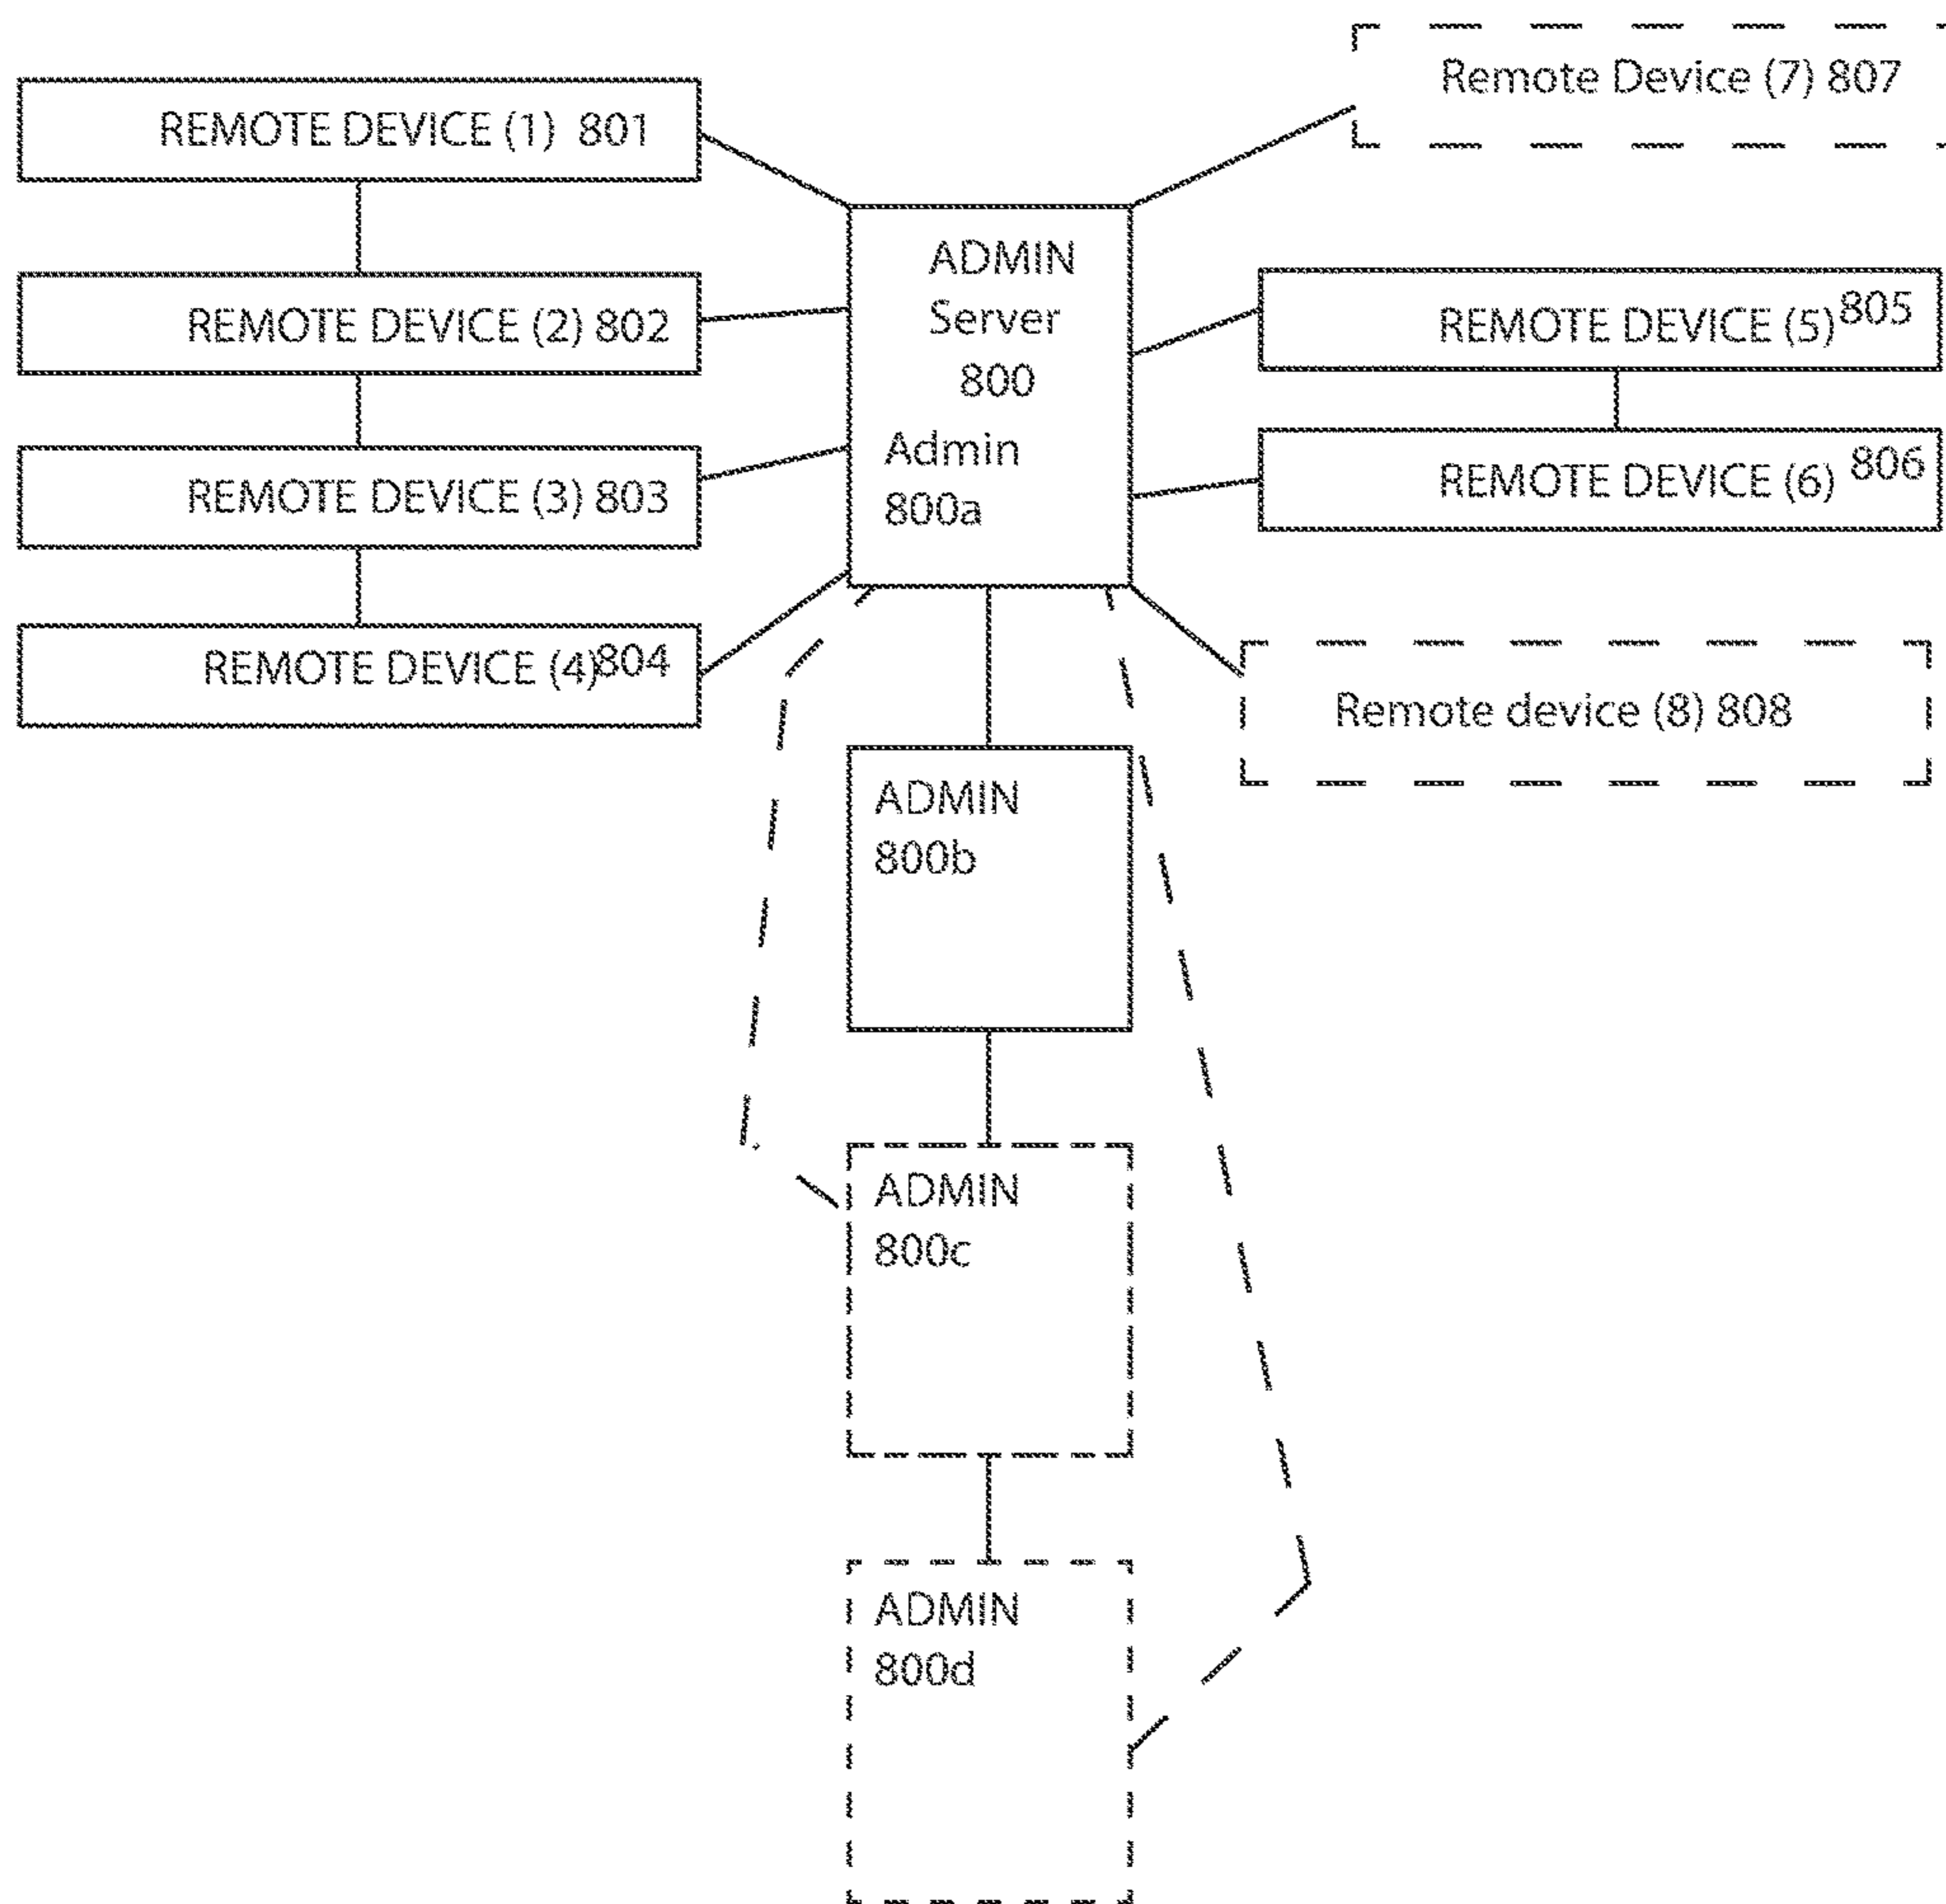 REMOTE DEVICE (1) 801
REMOTE DEVICE (2) 802
REMOTE DEVICE (3) 803
REMOTE DEVICE (4) 804
ADMIN
Server
800
Admin
800a
Remote Device (7) 807
REMOTE DEVICE (5) 805
REMOTE DEVICE (6) 806
Remote device (8) 808
ADMIN
800b
ADMIN
800c
ADMIN
800d